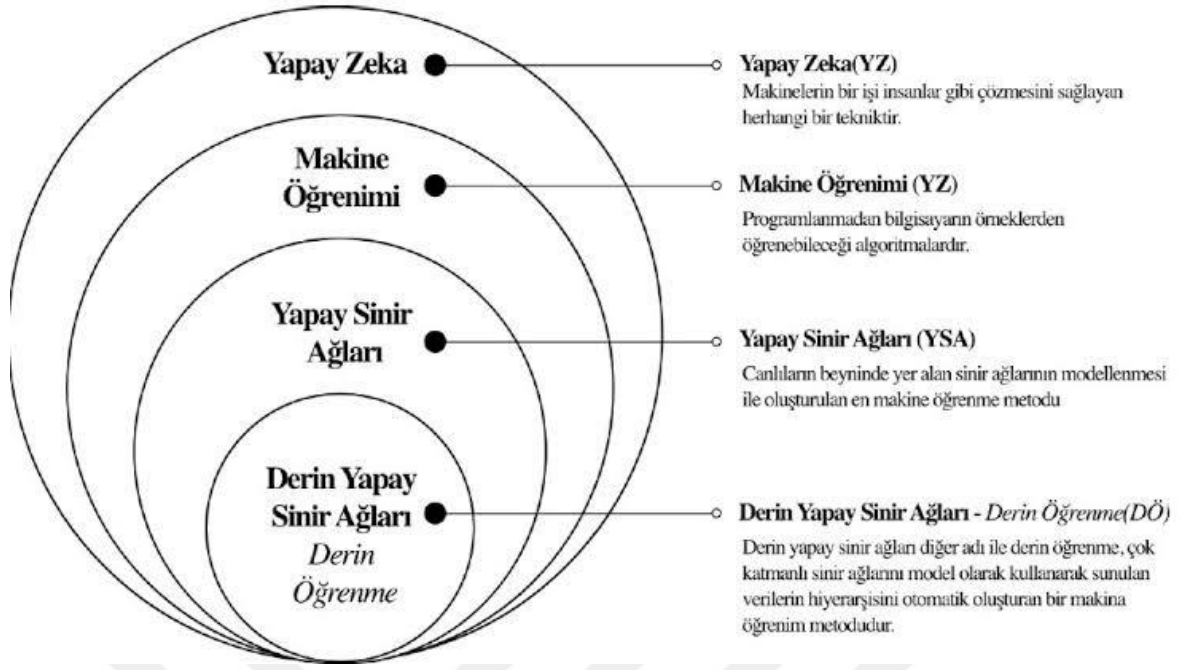 Yapay Zeka
Makine
Öğrenimi
Yapay Sinir
Ağları
Derin Yapay
Sinir Ağları
Derin
Öğrenme
Yapay Zeka(YZ)
Makinelerin bir işi insanlar gibi çözmesini sağlayan
herhangi bir tekniktir.
Makine Öğrenimi (YZ)
Programlanmadan bilgisayarın örneklerden
öğrenebileceği algoritmalardır.
Yapay Sinir Ağları (YSA)
Canlıların beyninde yer alan sinir ağlarının modellenmesi
ile oluşturulan en makine öğrenme metodu
Derin Yapay Sinir Ağları - Derin Öğrenme(DÖ)
Derin yapay sinir ağları diğer adı ile derin öğrenme, çok
katmanlı sinir ağlarını model olarak kullanarak sunulan
verilerin hiyerarşisini otomatik oluşturan bir makina
öğrenim metodudur.